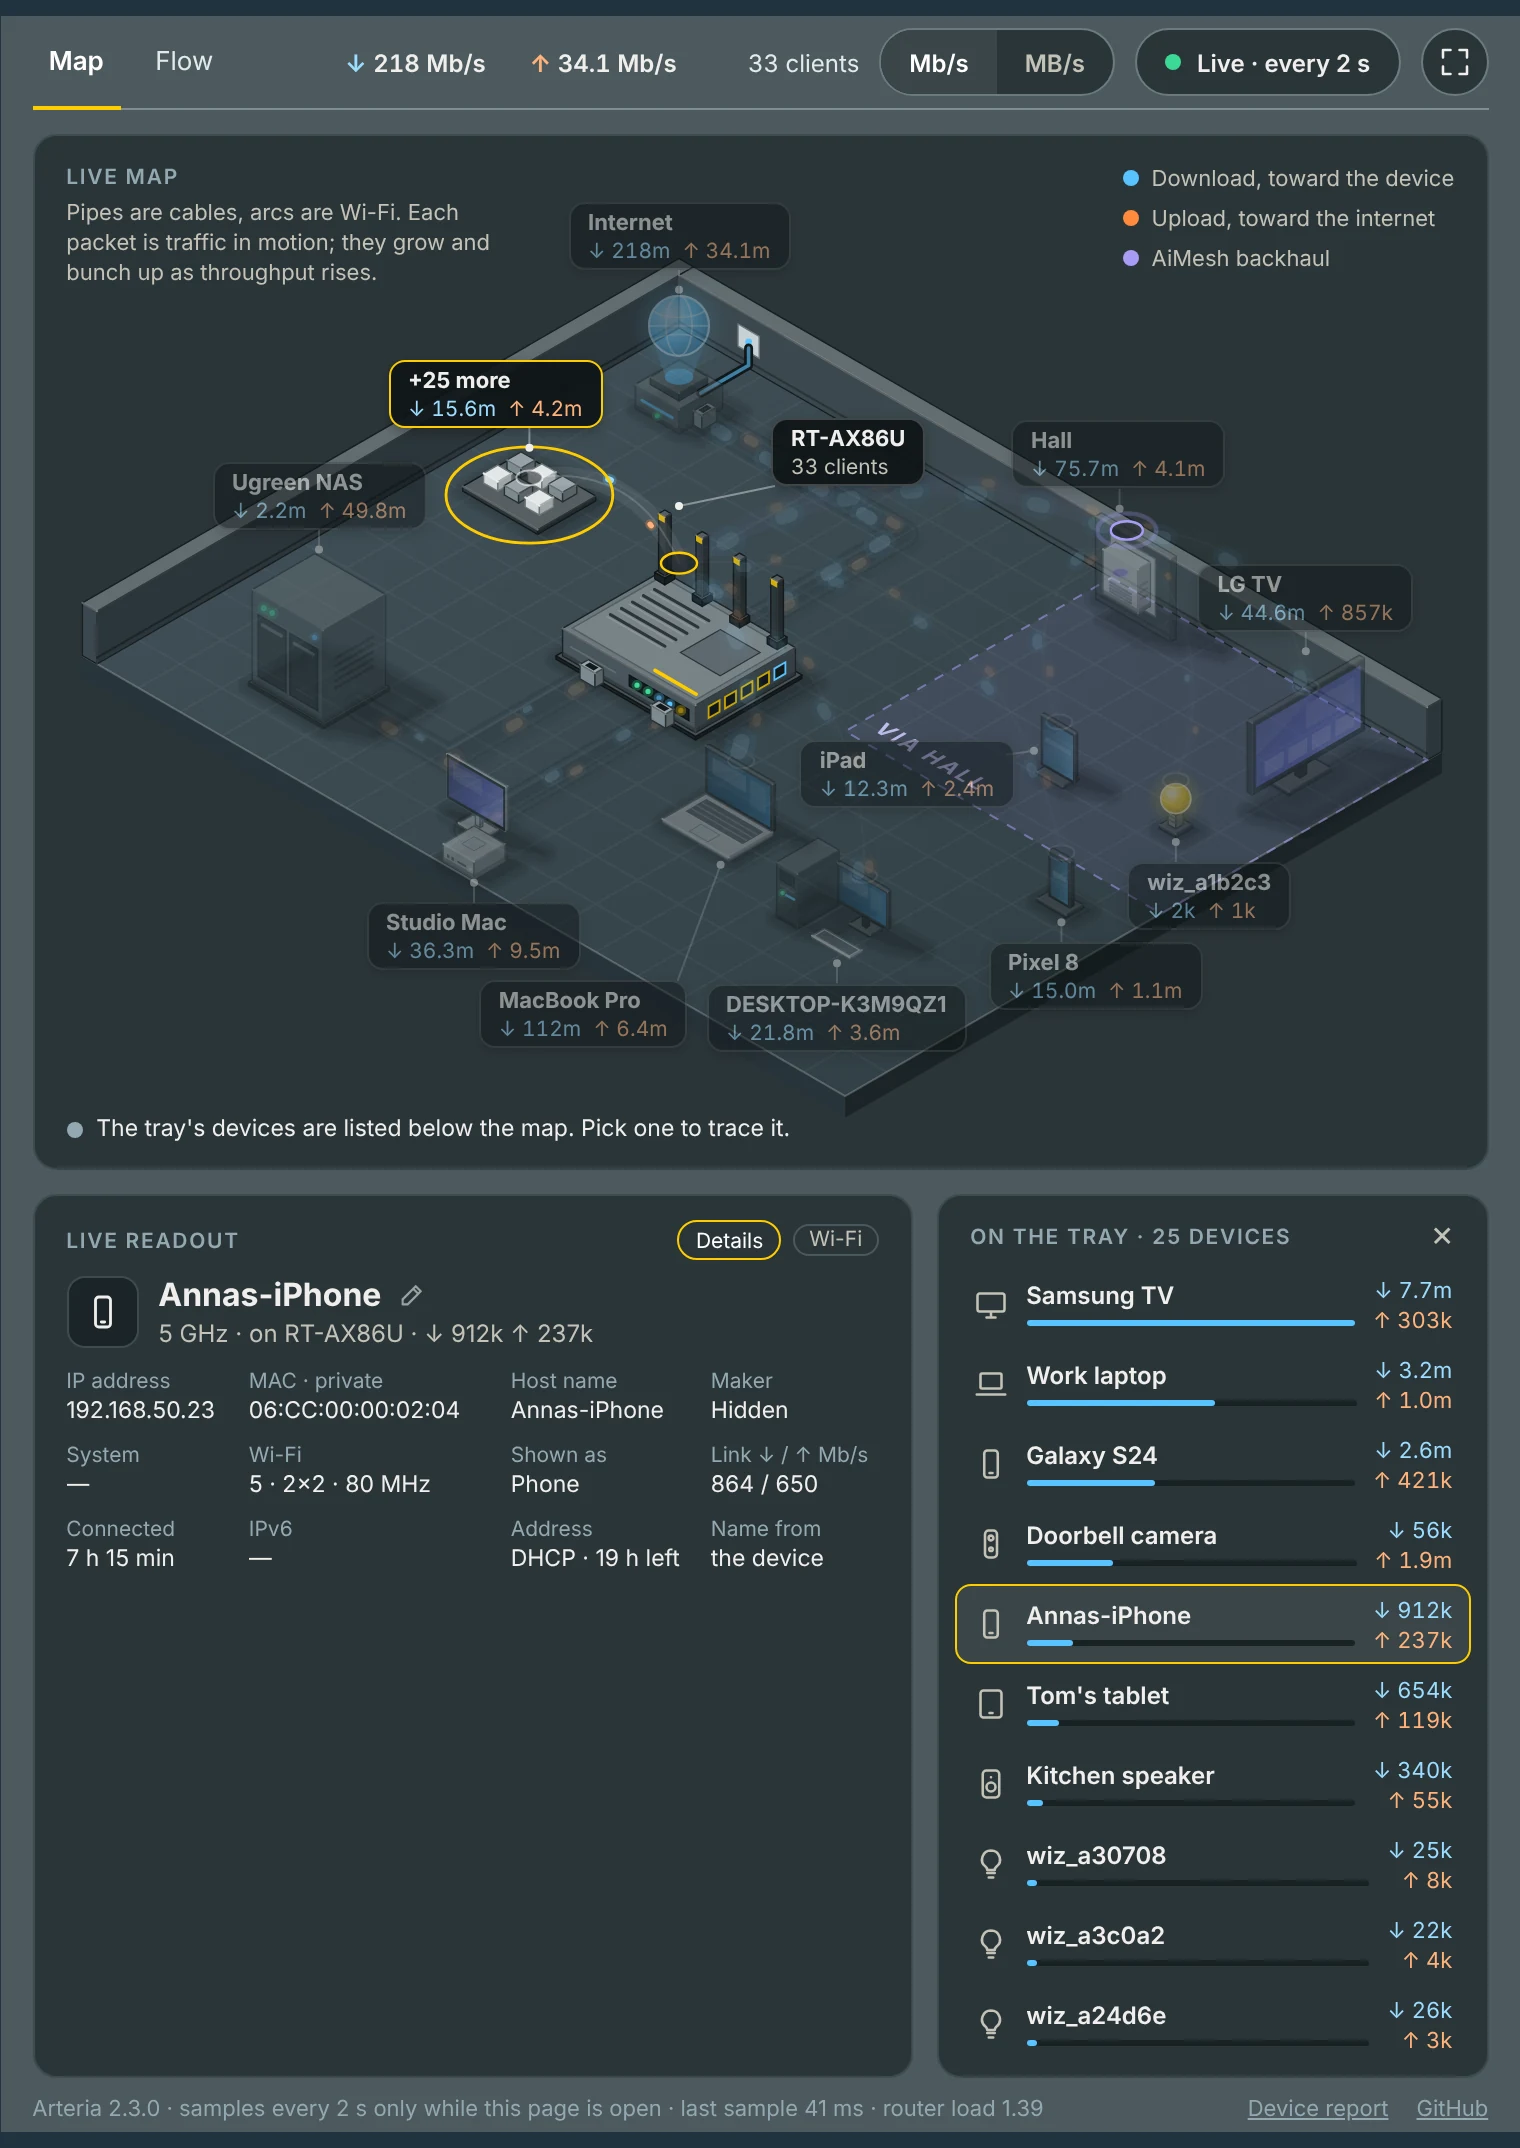 Map Flow ↓ 218 Mb/s ↑ 34.1 Mb/s 33 clients Mb/s MB/s Live · every 2 s
LIVE MAP
Pipes are cables, arcs are Wi-Fi. Each
packet is traffic in motion; they grow and
bunch up as throughput rises.
Download, toward the device
Upload, toward the internet
AiMesh backhaul
Internet
↓ 218m ↑ 34.1m
+25 more
↓ 15.6m ↑ 4.2m
RT-AX86U
33 clients
Hall
↓ 75.7m ↑ 4.1m
Ugreen NAS
↓ 2.2m ↑ 49.8m
LG TV
↓ 44.6m ↑ 857k
VIA HALL
iPad
↓ 12.3m ↑ 2.4m
wiz_a1b2c3
↓ 2k ↑ 1k
Studio Mac
↓ 36.3m ↑ 9.5m
Pixel 8
↓ 15.0m ↑ 1.1m
MacBook Pro
↓ 112m ↑ 6.4m
DESKTOP-K3M9QZ1
↓ 21.8m ↑ 3.6m
The tray's devices are listed below the map. Pick one to trace it.
LIVE READOUT Details Wi-Fi
Annas-iPhone
5 GHz · on RT-AX86U · ↓ 912k ↑ 237k
IP address MAC · private Host name Maker
192.168.50.23 06:CC:00:00:02:04 Annas-iPhone Hidden
System Wi-Fi Shown as Link ↓ / ↑ Mb/s
— 5 · 2×2 · 80 MHz Phone 864 / 650
Connected IPv6 Address Name from
7 h 15 min — DHCP · 19 h left the device
ON THE TRAY · 25 DEVICES ✕
Samsung TV ↓ 7.7m
↑ 303k
Work laptop ↓ 3.2m
↑ 1.0m
Galaxy S24 ↓ 2.6m
↑ 421k
Doorbell camera ↓ 56k
↑ 1.9m
Annas-iPhone ↓ 912k
↑ 237k
Tom's tablet ↓ 654k
↑ 119k
Kitchen speaker ↓ 340k
↑ 55k
wiz_a30708 ↓ 25k
↑ 8k
wiz_a3c0a2 ↓ 22k
↑ 4k
wiz_a24d6e ↓ 26k
↑ 3k
Arteria 2.3.0 · samples every 2 s only while this page is open · last sample 41 ms · router load 1.39 Device report GitHub